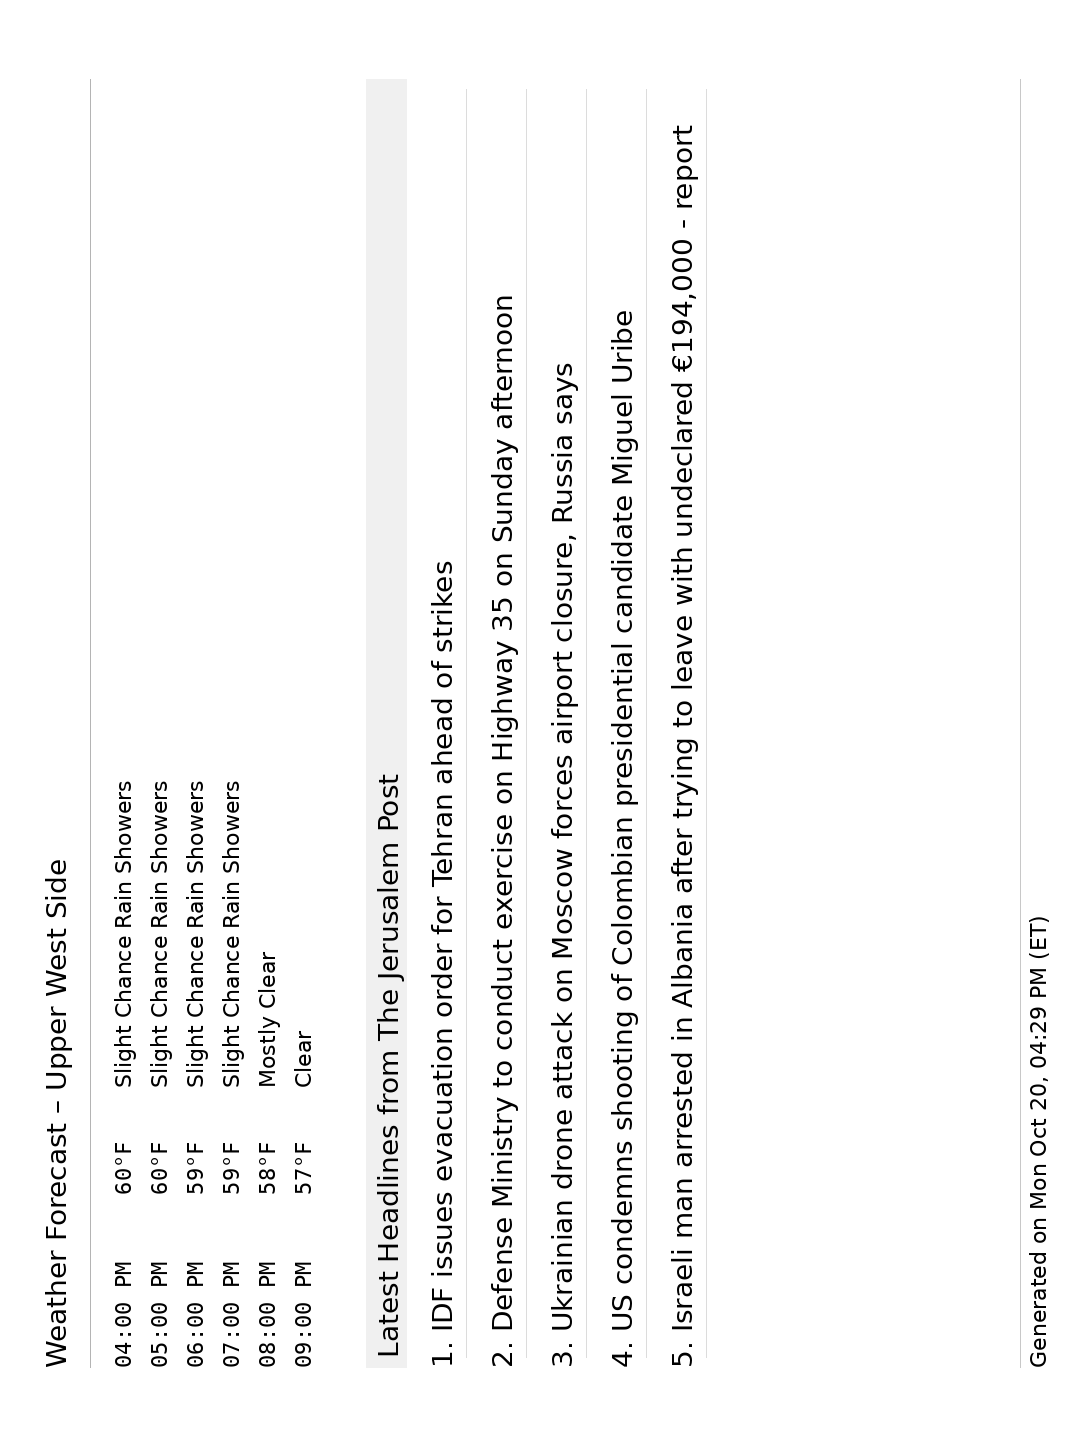 Weather Forecast – Upper West Side
04:00 PM 60°F Slight Chance Rain Showers
05:00 PM 60°F Slight Chance Rain Showers
06:00 PM 59°F Slight Chance Rain Showers
07:00 PM 59°F Slight Chance Rain Showers
08:00 PM 58°F Mostly Clear
09:00 PM 57°F Clear
Latest Headlines from The Jerusalem Post
1. IDF issues evacuation order for Tehran ahead of strikes
2. Defense Ministry to conduct exercise on Highway 35 on Sunday afternoon
3. Ukrainian drone attack on Moscow forces airport closure, Russia says
4. US condemns shooting of Colombian presidential candidate Miguel Uribe
5. Israeli man arrested in Albania after trying to leave with undeclared €194,000 - report
Generated on Mon Oct 20, 04:29 PM (ET)